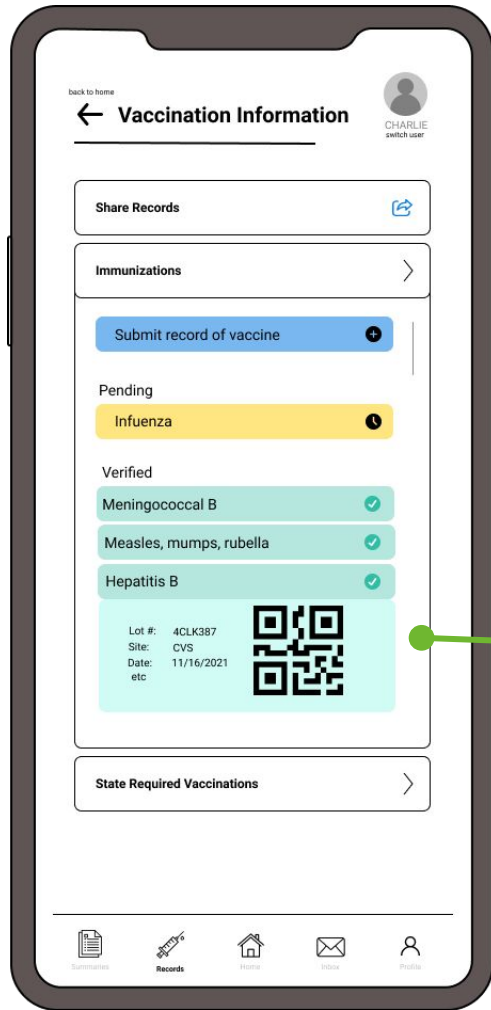 back to home
Vaccination Information
CHARLIE
switch user
Share Records
Immunizations
Submit record of vaccine
Pending
Infuenza
Verified
Meningococcal B
Measles, mumps, rubella
Hepatitis B
Lot #: 4CLK387
Site: CVS
Date: 11/16/2021
etc
State Required Vaccinations
Summaries Records Home Inbox Profile